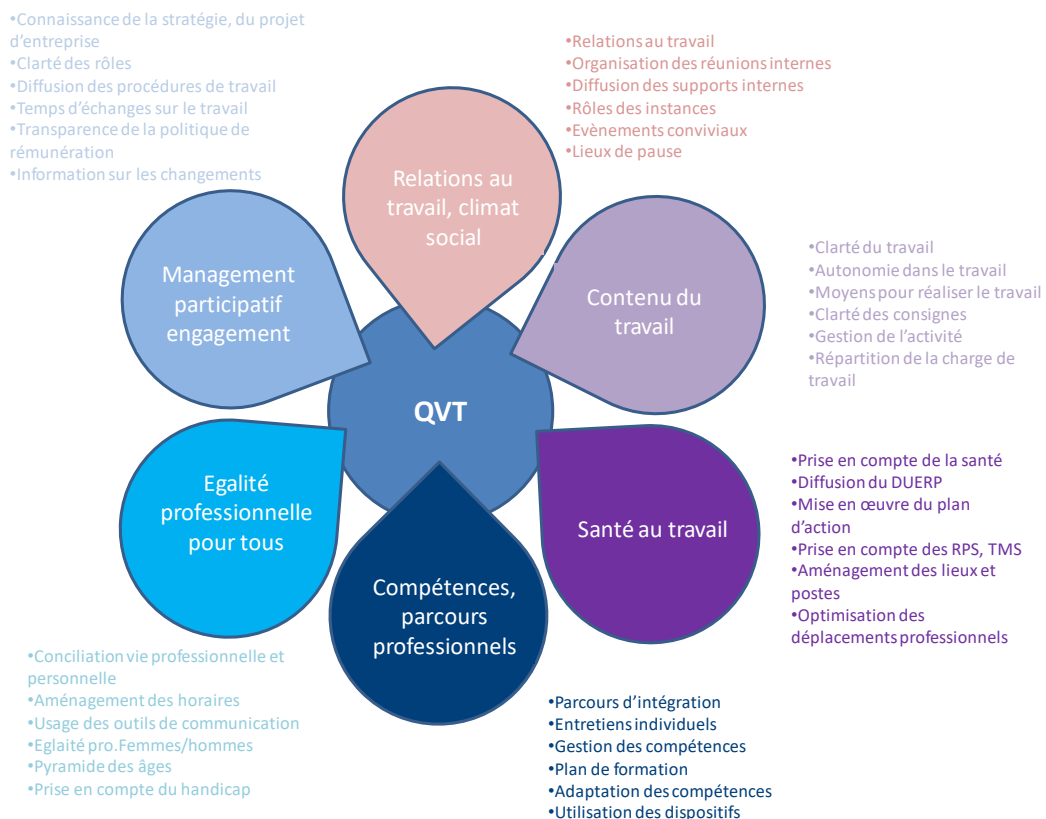 •Connaissance de la stratégie, du projet
d'entreprise
•Clarté des rôles
•Diffusion des procédures de travail
•Temps d'échanges sur le travail
•Transparence de la politique de
rémunération
•Information sur les changements
•Relations au travail
•Organisation des réunions internes
•Diffusion des supports internes
•Rôles des instances
•Evènements conviviaux
•Lieux de pause
Relations au
travail, climat
social
Management
participatif
engagement
Contenu du
travail
•Clarté du travail
•Autonomie dans le travail
•Moyens pour réaliser le travail
•Clarté des consignes
•Gestion de l'activité
•Répartition de la charge de
travail
QVT
Egalité
professionnelle
pour tous
Santé au travail
•Prise en compte de la santé
•Diffusion du DUERP
•Mise en œuvre du plan
d'action
•Prise en compte des RPS, TMS
•Aménagement des lieux et
postes
•Optimisation des
déplacements professionnels
Compétences,
parcours
professionnels
•Conciliation vie professionnelle et
personnelle
•Aménagement des horaires
•Usage des outils de communication
•Eglaité pro.Femmes/hommes
•Pyramide des âges
•Prise en compte du handicap
•Parcours d'intégration
•Entretiens individuels
•Gestion des compétences
•Plan de formation
•Adaptation des compétences
•Utilisation des dispositifs